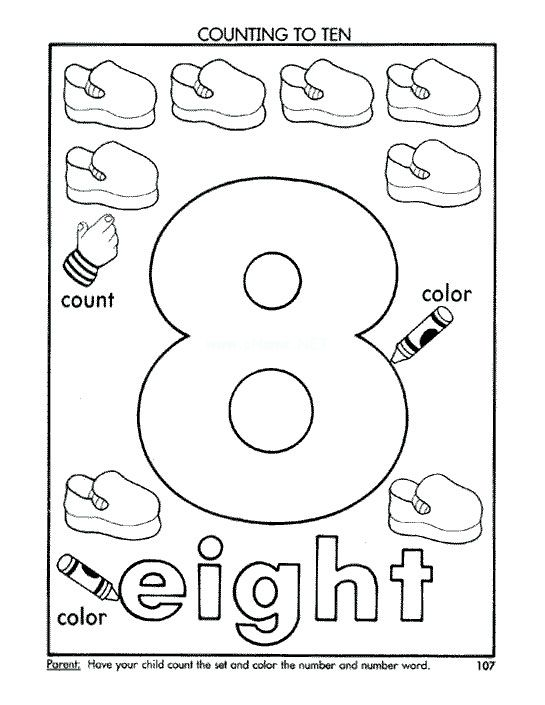 COUNTING TO TEN
count
color
8
eight
color
Parent: Have your child count the set and color the number and number word.
107